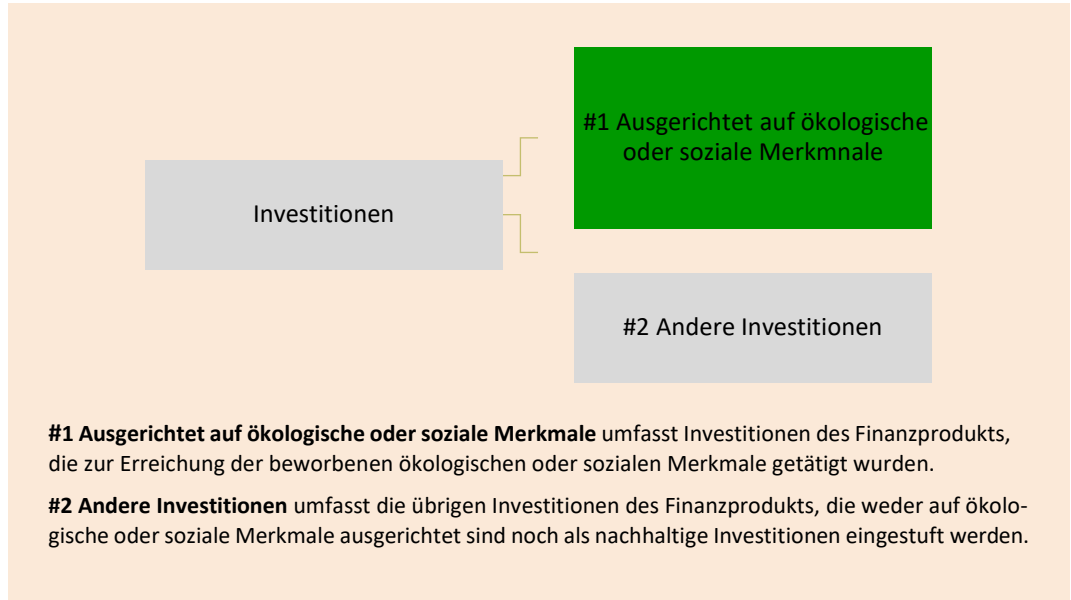 #1 Ausgerichtet auf ökologische
oder soziale Merkmnale
Investitionen
#2 Andere Investitionen
#1 Ausgerichtet auf ökologische oder soziale Merkmale umfasst Investitionen des Finanzprodukts,
die zur Erreichung der beworbenen ökologischen oder sozialen Merkmale getätigt wurden.
#2 Andere Investitionen umfasst die übrigen Investitionen des Finanzprodukts, die weder auf ökolo-
gische oder soziale Merkmale ausgerichtet sind noch als nachhaltige Investitionen eingestuft werden.